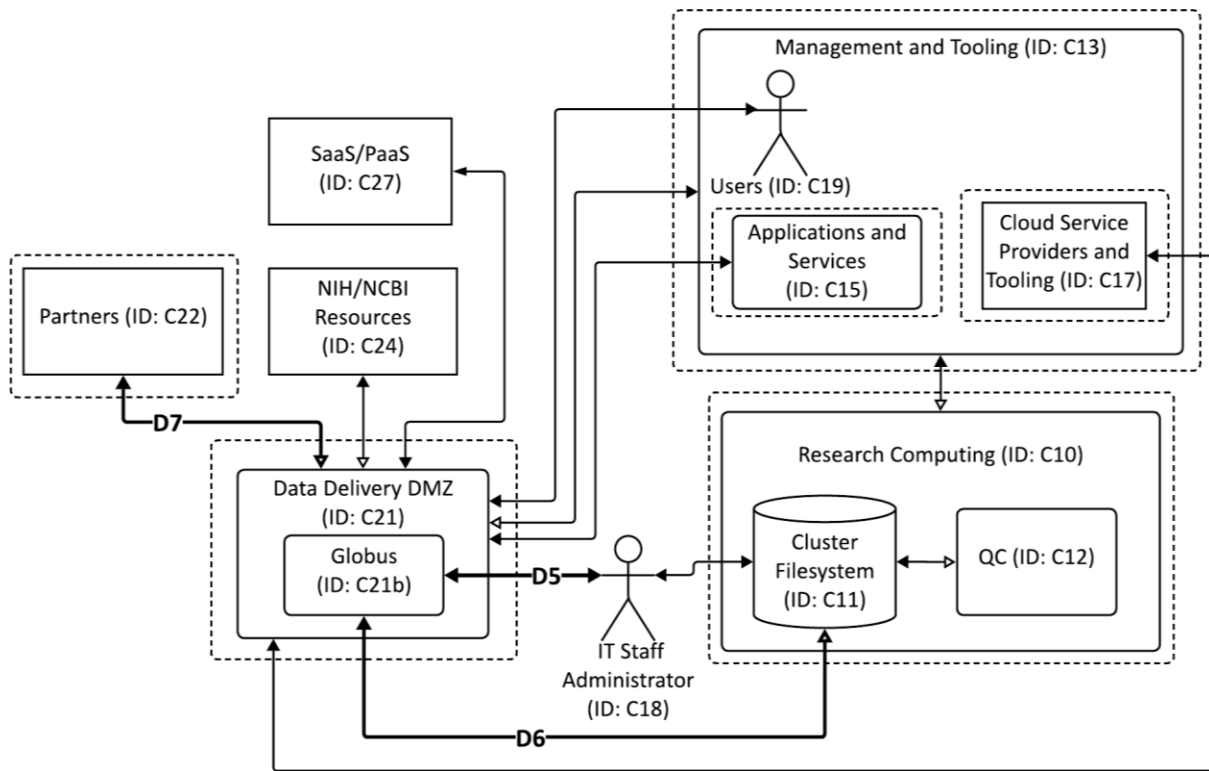 Management and Tooling (ID: C13)
Users (ID: C19)
Applications and
Services
(ID: C15)
Cloud Service
Providers and
Tooling (ID: C17)
SaaS/PaaS
(ID: C27)
Partners (ID: C22)
NIH/NCBI
Resources
(ID: C24)
D7
Data Delivery DMZ
(ID: C21)
Globus
(ID: C21b)
D5
IT Staff
Administrator
(ID: C18)
Research Computing (ID: C10)
Cluster
Filesystem
(ID: C11)
QC (ID: C12)
D6